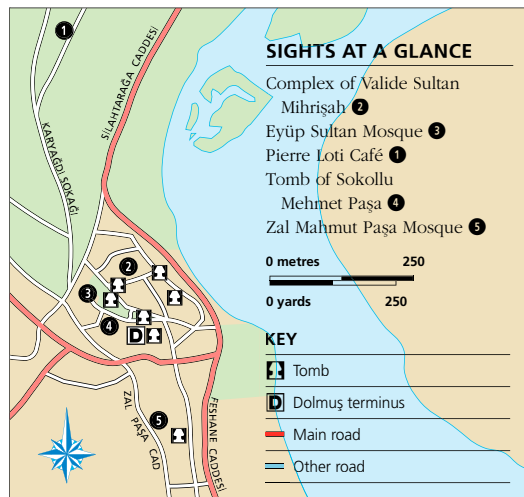 SIGHTS AT A GLANCE
Complex of Valide Sultan
Mihrişah 2
Eyüp Sultan Mosque 3
Pierre Loti Café 1
Tomb of Sokollu
Mehmet Paşa 4
Zal Mahmut Paşa Mosque 5
0 metres 250
0 yards 250
KEY
Tomb
D Dolmuş terminus
Main road
Other road
1
SİLAHTARAĞA CADDESİ
KARYAĞDI SOKAĞI
2
3
4
D
5
ZAL PAŞA CAD
FESHANE CADDESİ